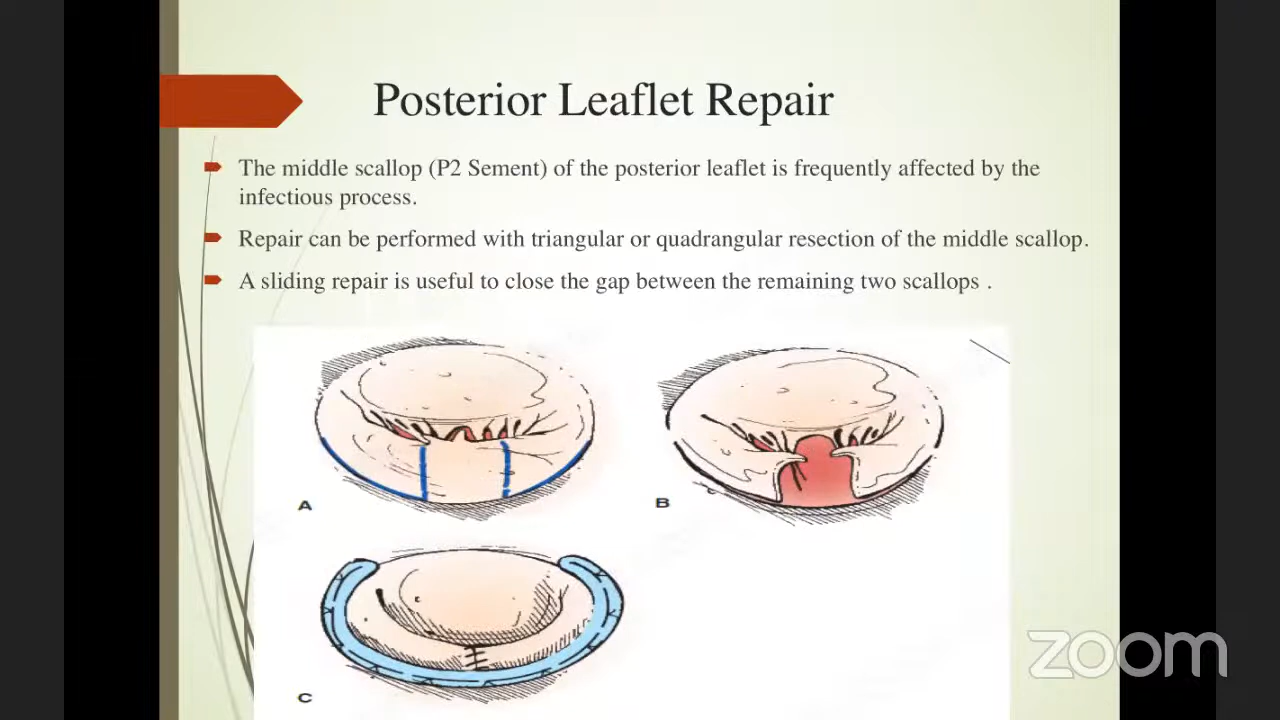 Posterior Leaflet Repair
The middle scallop (P2 Sement) of the posterior leaflet is frequently affected by the
infectious process.
Repair can be performed with triangular or quadrangular resection of the middle scallop.
A sliding repair is useful to close the gap between the remaining two scallops .
A
B
C
zoom